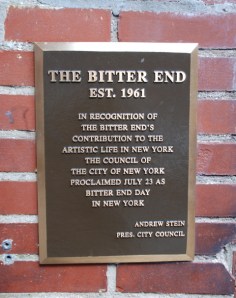 THE BITTER END
EST. 1961
IN RECOGNITION OF
THE BITTER END'S
CONTRIBUTION TO THE
ARTISTIC LIFE IN NEW YORK
THE COUNCIL OF
THE CITY OF NEW YORK
PROCLAIMED JULY 23 AS
BITTER END DAY
IN NEW YORK
ANDREW STEIN
PRES. CITY COUNCIL